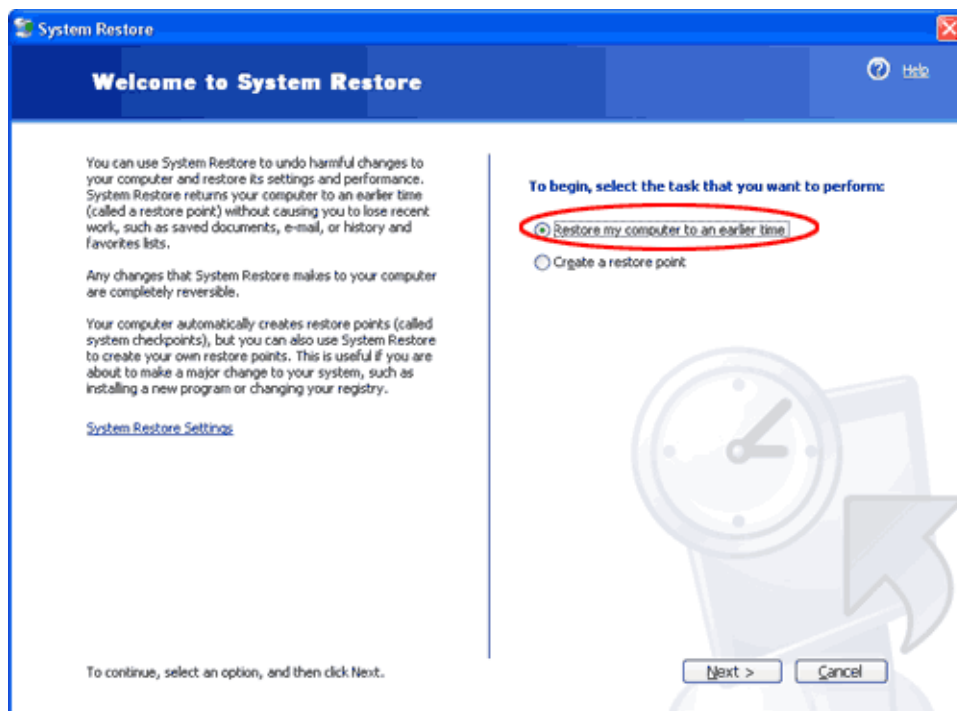 System Restore
Welcome to System Restore
Help
You can use System Restore to undo harmful changes to
your computer and restore its settings and performance.
System Restore returns your computer to an earlier time
(called a restore point) without causing you to lose recent
work, such as saved documents, e-mail, or history and
favorites lists.
Any changes that System Restore makes to your computer
are completely reversible.
Your computer automatically creates restore points (called
system checkpoints), but you can also use System Restore
to create your own restore points. This is useful if you are
about to make a major change to your system, such as
installing a new program or changing your registry.
System Restore Settings
To begin, select the task that you want to perform:
Restore my computer to an earlier time
Create a restore point
To continue, select an option, and then click Next.
Next >
Cancel